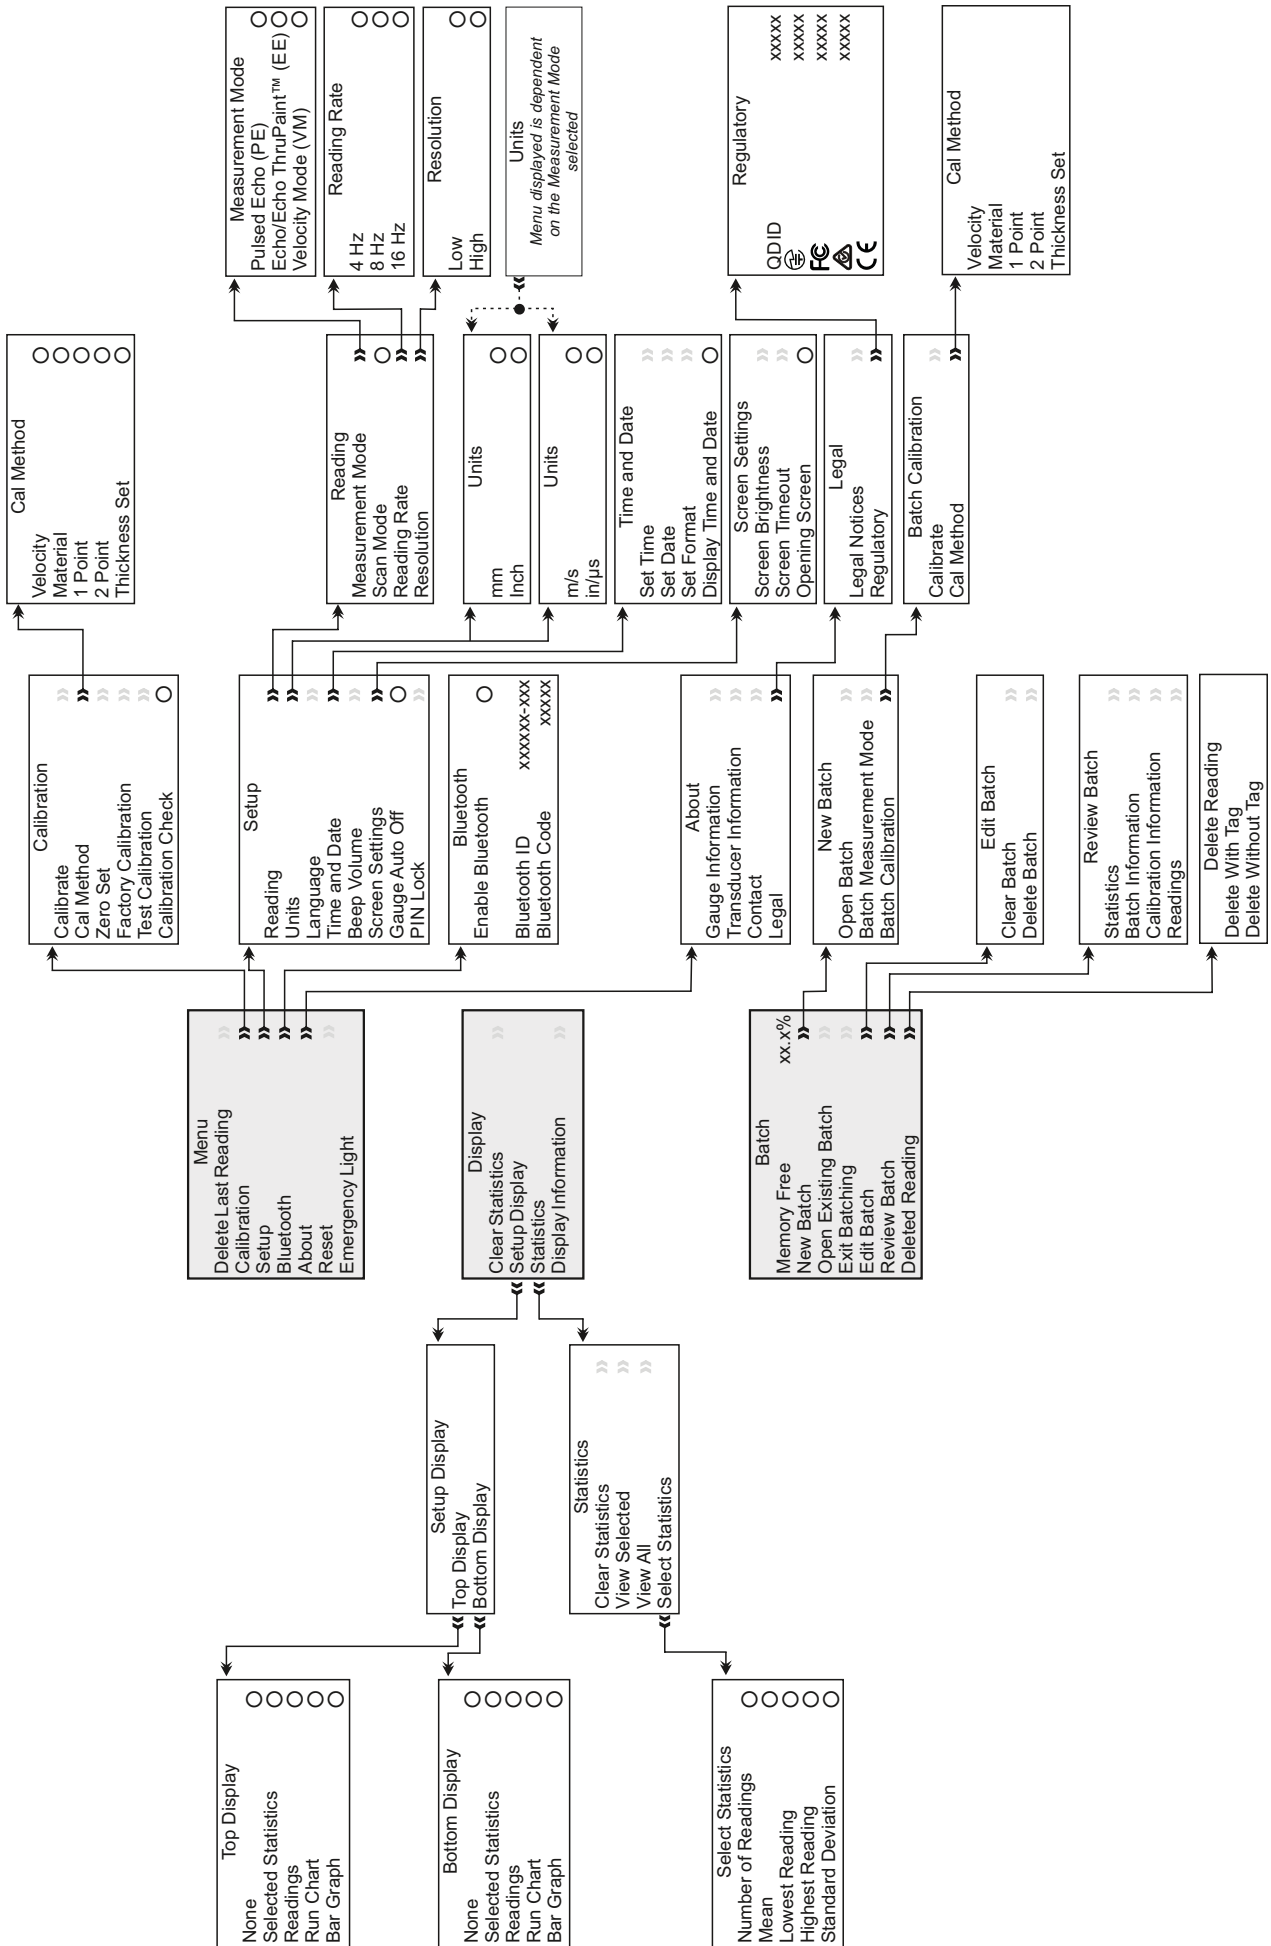 Top Display
None
Selected Statistics
Readings
Run Chart
Bar Graph
Bottom Display
None
Selected Statistics
Readings
Run Chart
Bar Graph
Select Statistics
Number of Readings
Mean
Lowest Reading
Highest Reading
Standard Deviation
Setup Display
Top Display
Bottom Display
Statistics
Clear Statistics
View Selected
View All
Select Statistics
Menu
Delete Last Reading
Calibration
Setup
Bluetooth
About
Reset
Emergency Light
Display
Clear Statistics
Setup Display
Statistics
Display Information
Batch
Memory Free xx.x%
New Batch
Open Existing Batch
Exit Batching
Edit Batch
Review Batch
Deleted Reading
Calibration
Calibrate
Cal Method
Zero Set
Factory Calibration
Test Calibration
Calibration Check
Setup
Reading
Units
Language
Time and Date
Beep Volume
Screen Settings
Gauge Auto Off
PIN Lock
Bluetooth
Enable Bluetooth
Bluetooth ID xxxxxx-xxx
Bluetooth Code xxxxx
About
Gauge Information
Transducer Information
Contact
Legal
New Batch
Open Batch
Batch Measurement Mode
Batch Calibration
Edit Batch
Clear Batch
Delete Batch
Review Batch
Statistics
Batch Information
Calibration Information
Readings
Delete Reading
Delete With Tag
Delete Without Tag
Cal Method
Velocity
Material
1 Point
2 Point
Thickness Set
Reading
Measurement Mode
Scan Mode
Reading Rate
Resolution
Units
mm
Inch
Units
m/s
in/µs
Time and Date
Set Time
Set Date
Set Format
Display Time and Date
Screen Settings
Screen Brightness
Screen Timeout
Opening Screen
Legal
Legal Notices
Regulatory
Batch Calibration
Calibrate
Cal Method
Measurement Mode
Pulsed Echo (PE)
Echo/Echo ThruPaint™ (EE)
Velocity Mode (VM)
Reading Rate
4 Hz
8 Hz
16 Hz
Resolution
Low
High
Units
Menu displayed is dependent
on the Measurement Mode
selected
Regulatory
QDID xxxxx
xxxxx
FC xxxxx
xxxxx
CE
Cal Method
Velocity
Material
1 Point
2 Point
Thickness Set